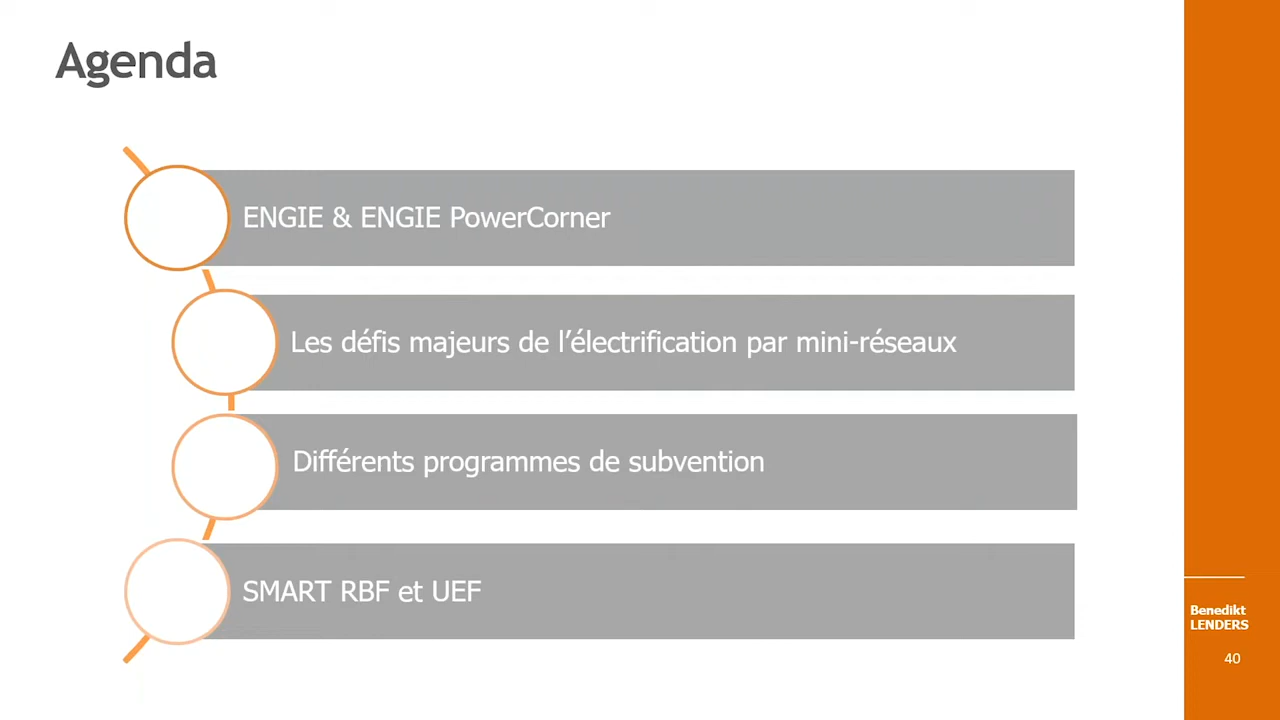 Agenda
ENGIE & ENGIE PowerCorner
Les défis majeurs de l’électrification par mini-réseaux
Différents programmes de subvention
SMART RBF et UEF
Benedikt
LENDERS
40